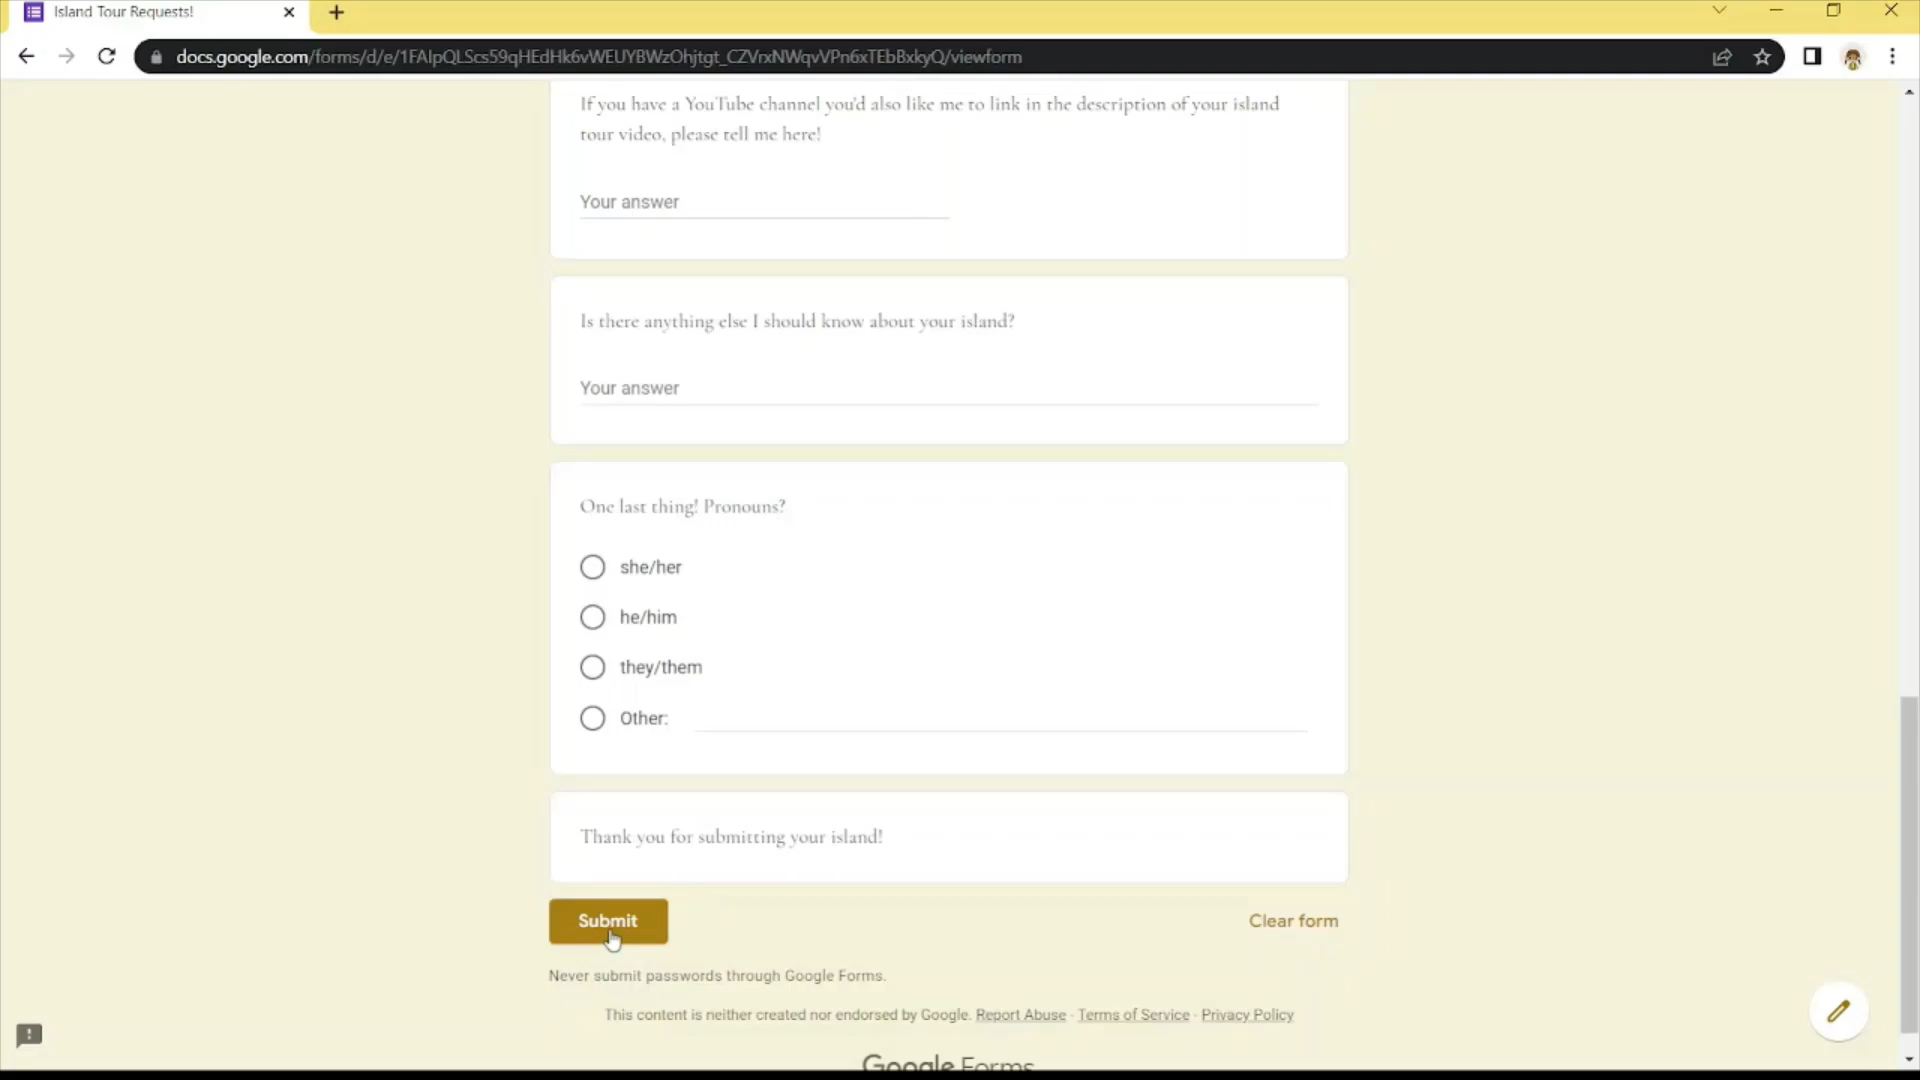 Island Tour Requests!
docs.google.com/forms/d/e/1FAIpQLScs59qHEdHk6vWEUYBWzOhjtgt_CZVrxNWqvVPn6xTEbBxkyQ/viewform
If you have a YouTube channel you'd also like me to link in the description of your island
tour video, please tell me here!
Your answer
Is there anything else I should know about your island?
Your answer
One last thing! Pronouns?
she/her
he/him
they/them
Other:
Thank you for submitting your island!
Submit
Clear form
Never submit passwords through Google Forms.
This content is neither created nor endorsed by Google. Report Abuse - Terms of Service - Privacy Policy
Google Forms